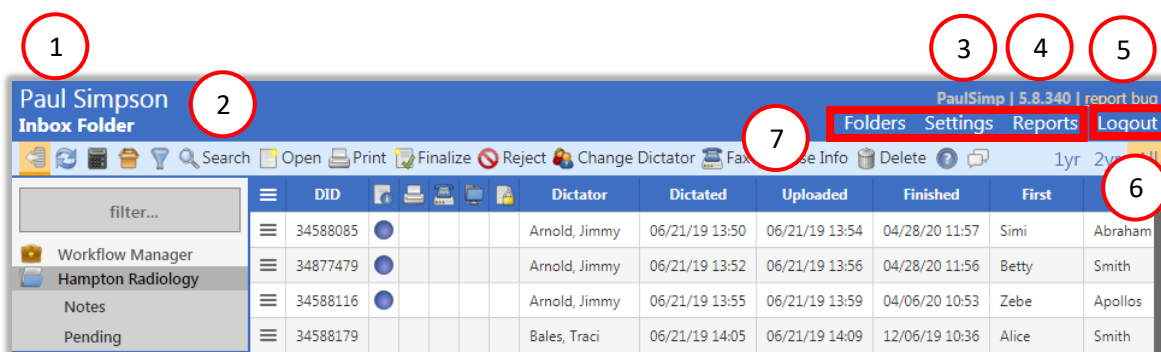 1 3 4 5
Paul Simpson 2 PaulSimp | 5.8.340 | report bug
Inbox Folder 7 Folders Settings Reports Logout
Search Open Print Finalize Reject Change Dictator Fax Info Delete ? 1yr All
6
filter... DID Dictator Dictated Uploaded Finished First
34588085 Arnold, Jimmy 06/21/19 13:50 06/21/19 13:54 04/28/20 11:57 Simi Abraham
Workflow Manager
34877479 Arnold, Jimmy 06/21/19 13:52 06/21/19 13:56 04/28/20 11:56 Betty Smith
Hampton Radiology
Notes 34588116 Arnold, Jimmy 06/21/19 13:55 06/21/19 13:59 04/06/20 10:53 Zebe Apollos
Pending 34588179 Bales, Traci 06/21/19 14:05 06/21/19 14:09 12/06/19 10:36 Alice Smith